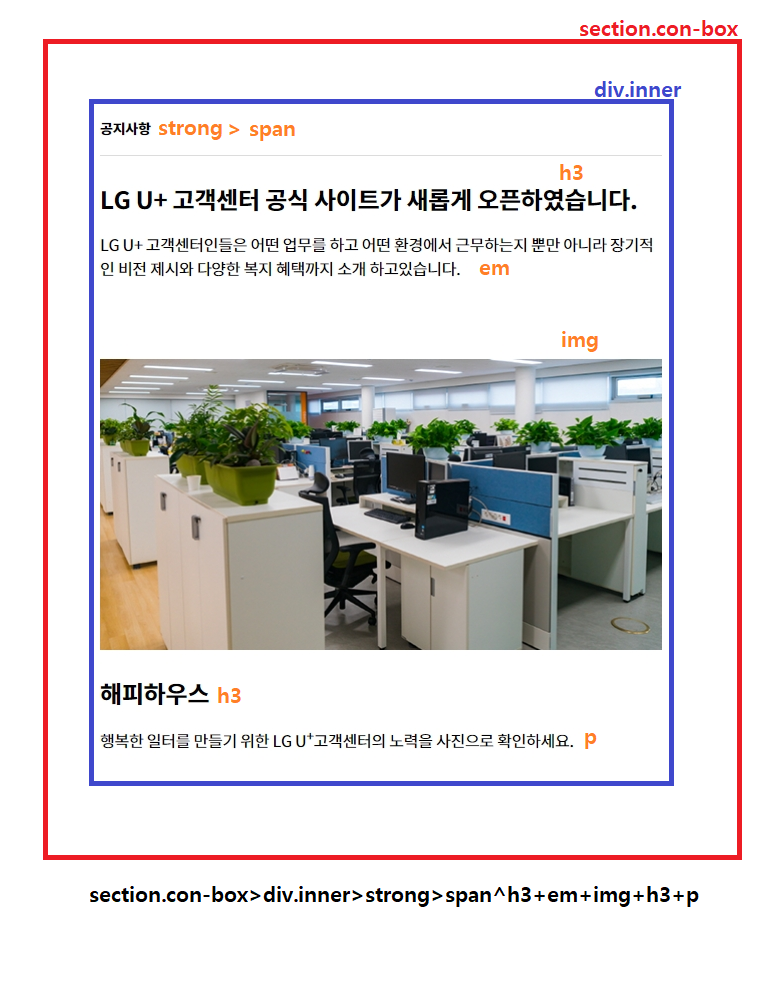 section.con-box
div.inner
공지사항 strong > span
h3
LG U+ 고객센터 공식 사이트가 새롭게 오픈하였습니다.
LG U+ 고객센터인들은 어떤 업무를 하고 어떤 환경에서 근무하는지 뿐만 아니라 장기적
인 비전 제시와 다양한 복지 혜택까지 소개 하고있습니다. em
img
해피하우스 h3
행복한 일터를 만들기 위한 LG U⁺고객센터의 노력을 사진으로 확인하세요. p
section.con-box>div.inner>strong>span^h3+em+img+h3+p